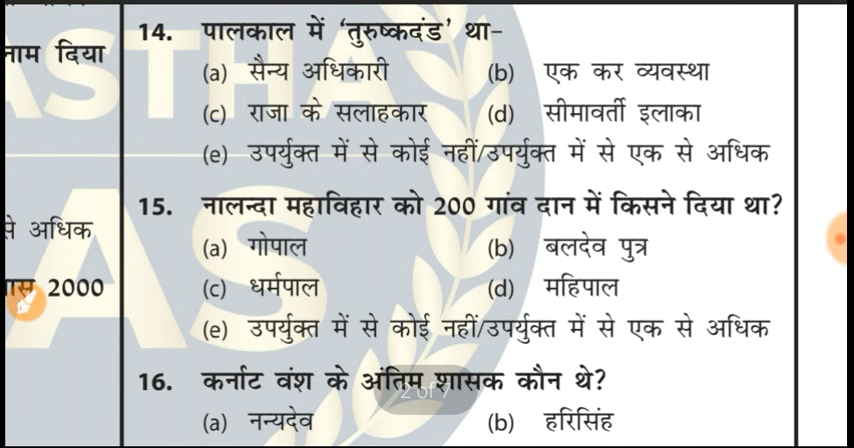 नाम दिया
से अधिक
2000
14. पालकाल में ‘तुरुष्कदंड’ था–
(a) सैन्य अधिकारी (b) एक कर व्यवस्था
(c) राजा के सलाहकार (d) सीमावर्ती इलाका
(e) उपर्युक्त में से कोई नहीं/उपर्युक्त में से एक से अधिक
15. नालन्दा महाविहार को 200 गांव दान में किसने दिया था?
(a) गोपाल (b) बलदेव पुत्र
(c) धर्मपाल (d) महिपाल
(e) उपर्युक्त में से कोई नहीं/उपर्युक्त में से एक से अधिक
16. कर्नाट वंश के अंतिम शासक कौन थे?
2 of 7
(a) नन्यदेव (b) हरिसिंह